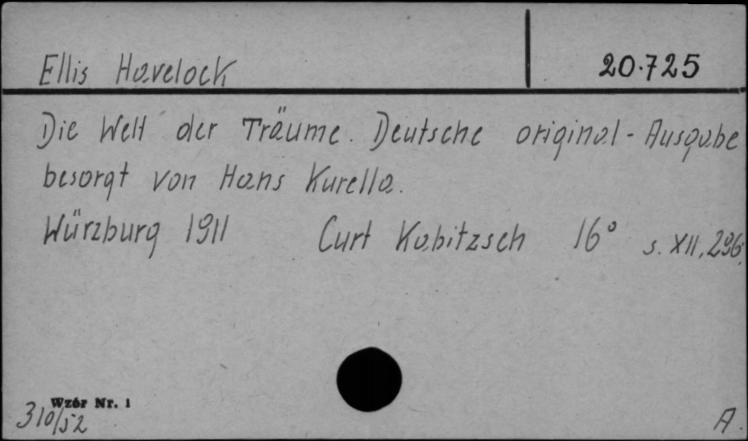 Ellis Havelock
20.725
Die Welt der Träume. Deutsche original-Ausgabe
besorgt von Hans Kurella.
Würzburg 1911 Curt Kabitzsch 16° s. XII, 296.
Wzór Nr. 1
310/52
A.